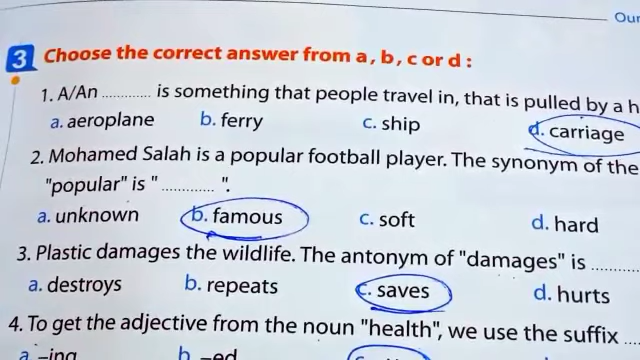 Our
3 Choose the correct answer from a, b, c or d :
1. A/An ............ is something that people travel in, that is pulled by a h
a. aeroplane b. ferry c. ship d. carriage
2. Mohamed Salah is a popular football player. The synonym of the
"popular" is " ............. ".
a. unknown b. famous c. soft d. hard
3. Plastic damages the wildlife. The antonym of "damages" is ...........
a. destroys b. repeats c. saves d. hurts
4. To get the adjective from the noun "health", we use the suffix ....
a. –ing b –ed